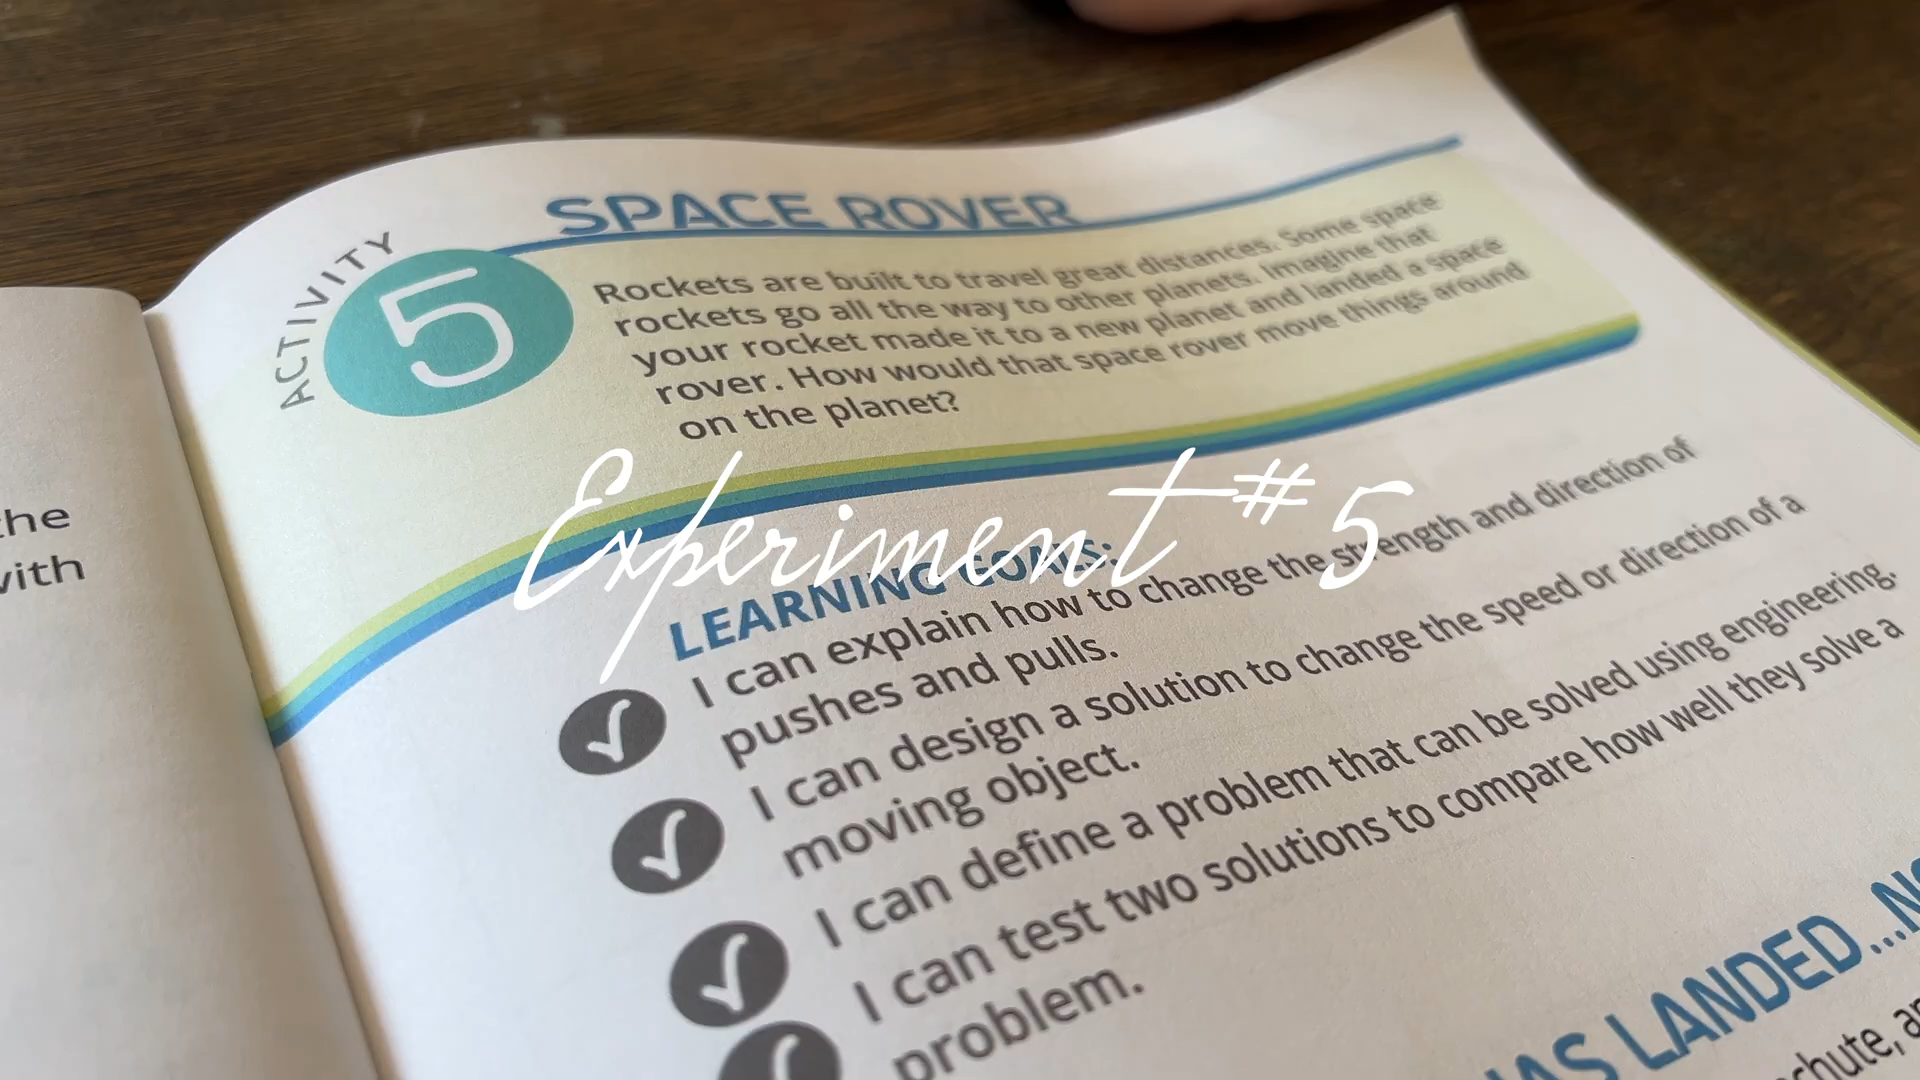 the
with
ACTIVITY
5
SPACE ROVER
Rockets are built to travel great distances. Some space
rockets go all the way to other planets. Imagine that
your rocket made it to a new planet and landed a space
rover. How would that space rover move things around
on the planet?
Experiment #5
LEARNING GOALS:
I can explain how to change the strength and direction of
pushes and pulls.
I can design a solution to change the speed or direction of a
moving object.
I can define a problem that can be solved using engineering.
I can test two solutions to compare how well they solve a
problem.
HAS LANDED...